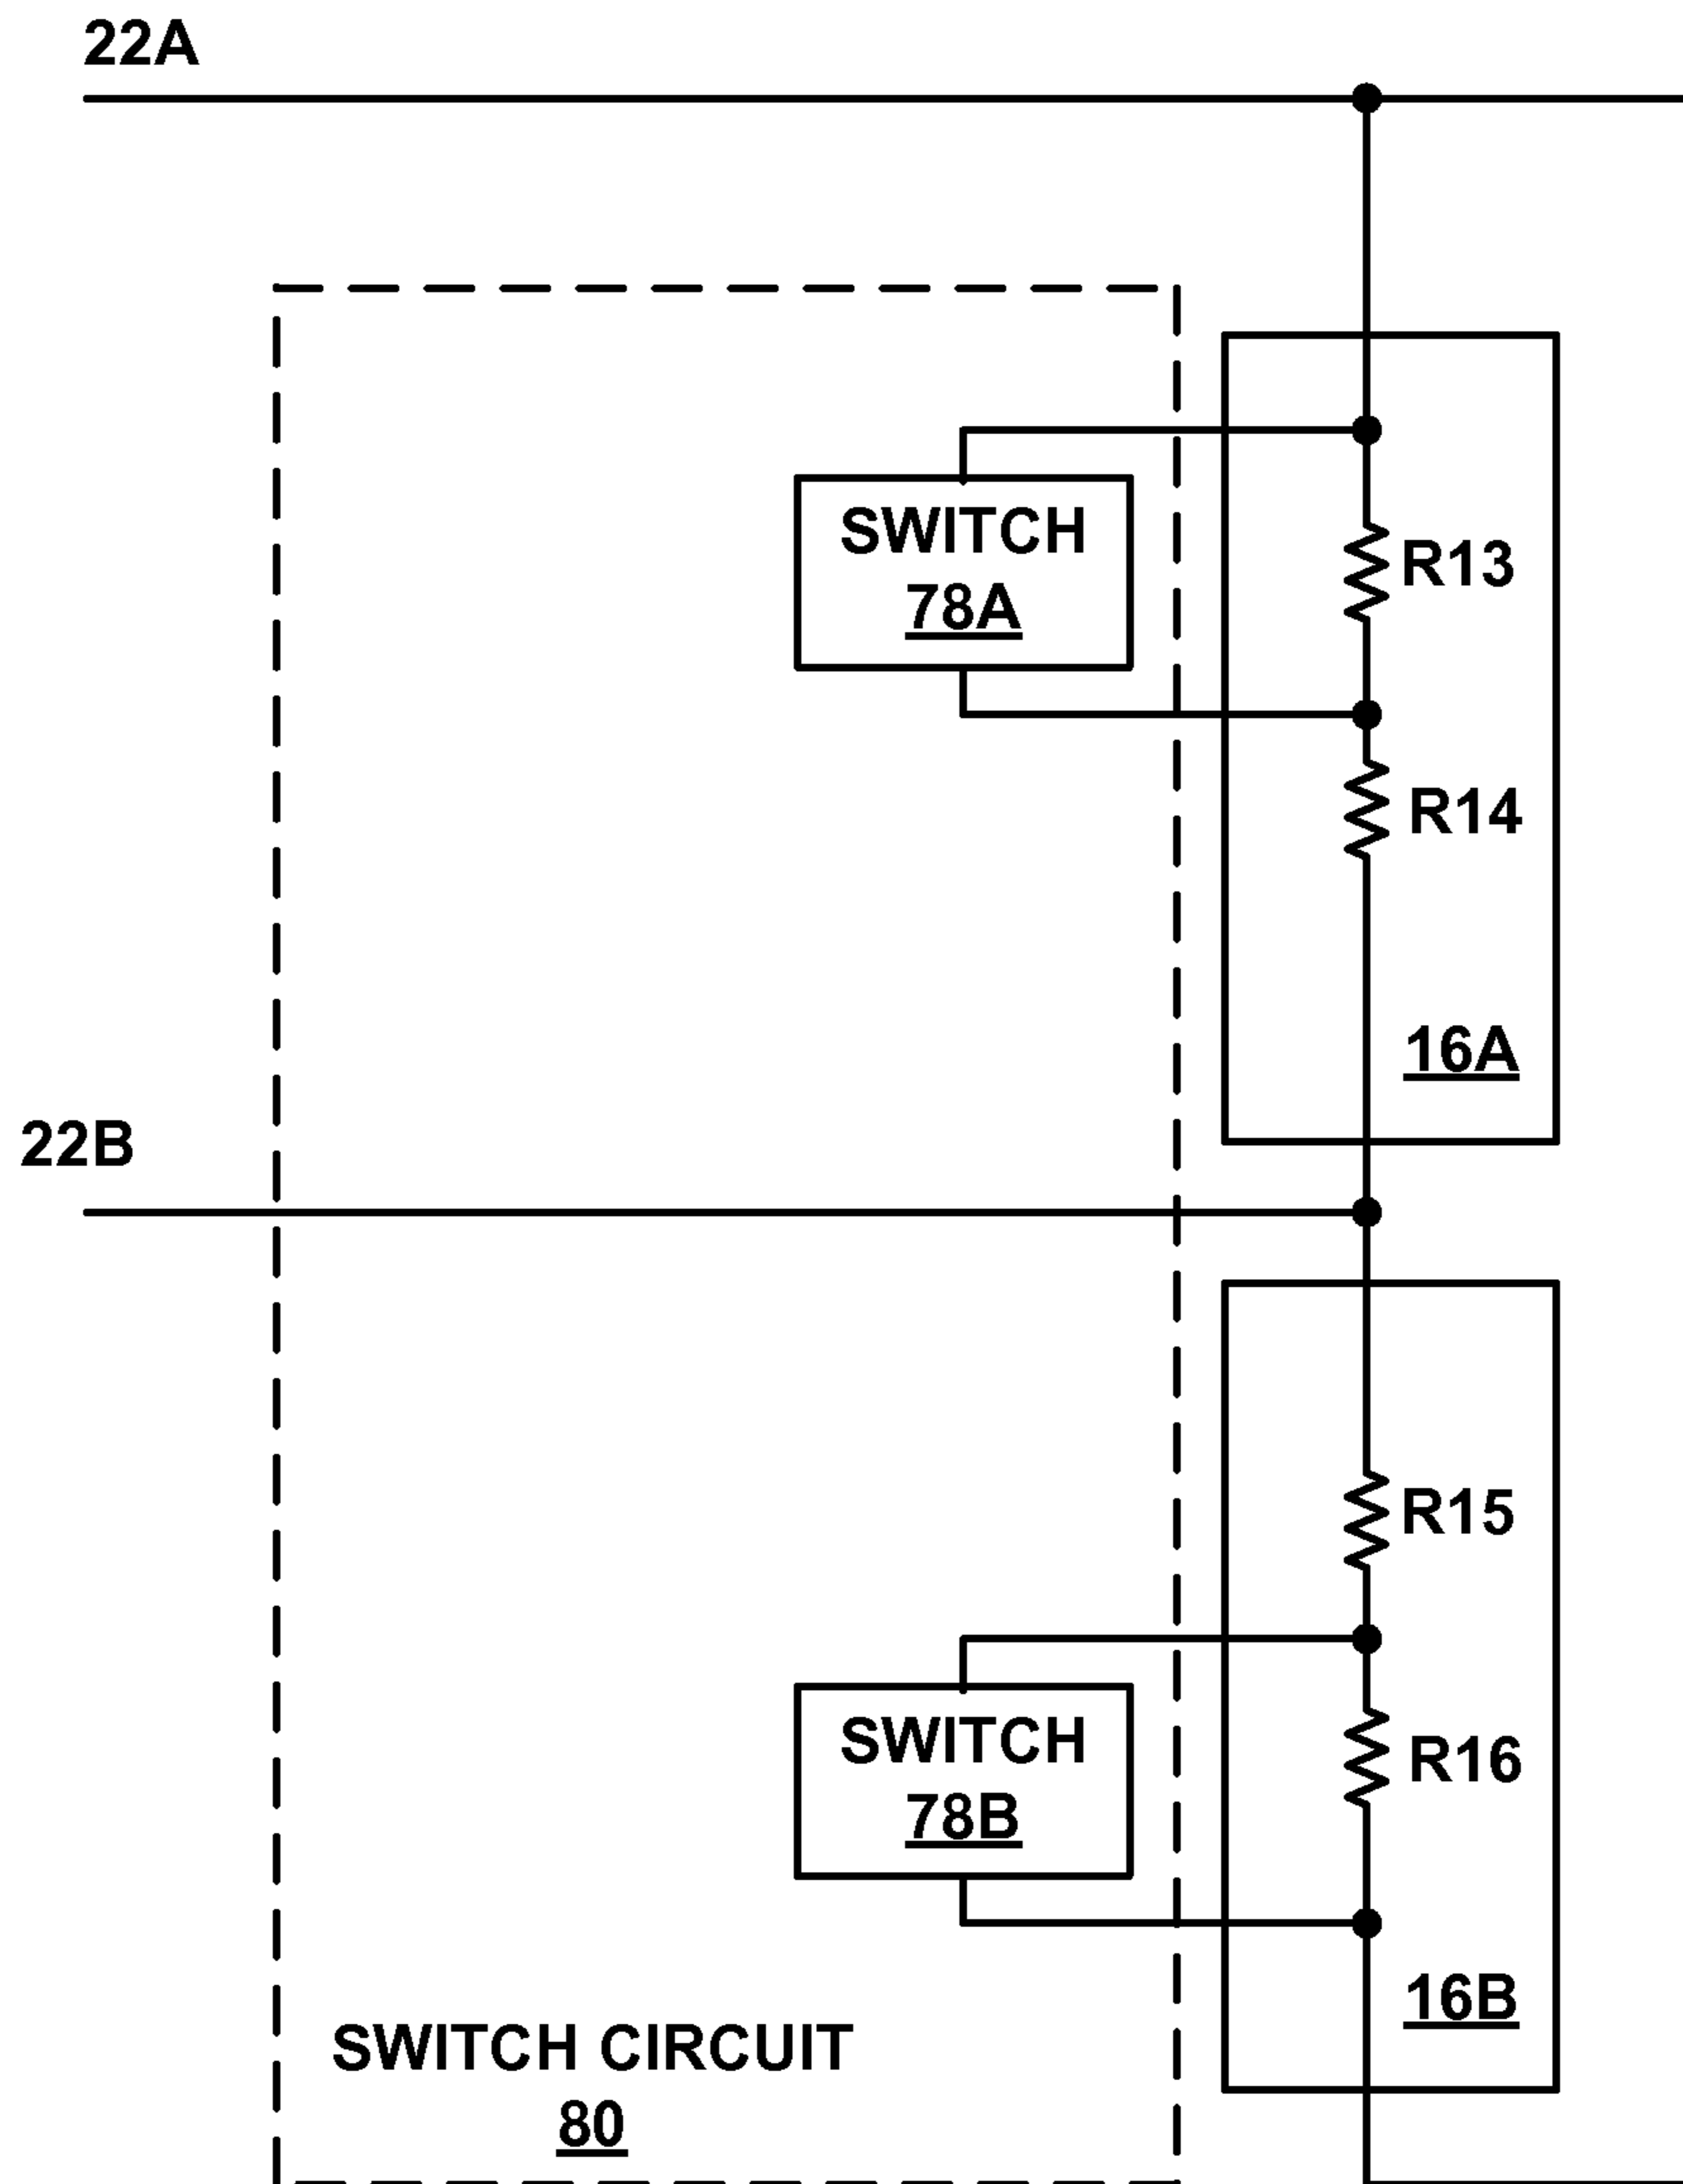 22A
SWITCH
78A
R13
R14
16A
22B
R15
SWITCH
78B
R16
16B
SWITCH CIRCUIT
80